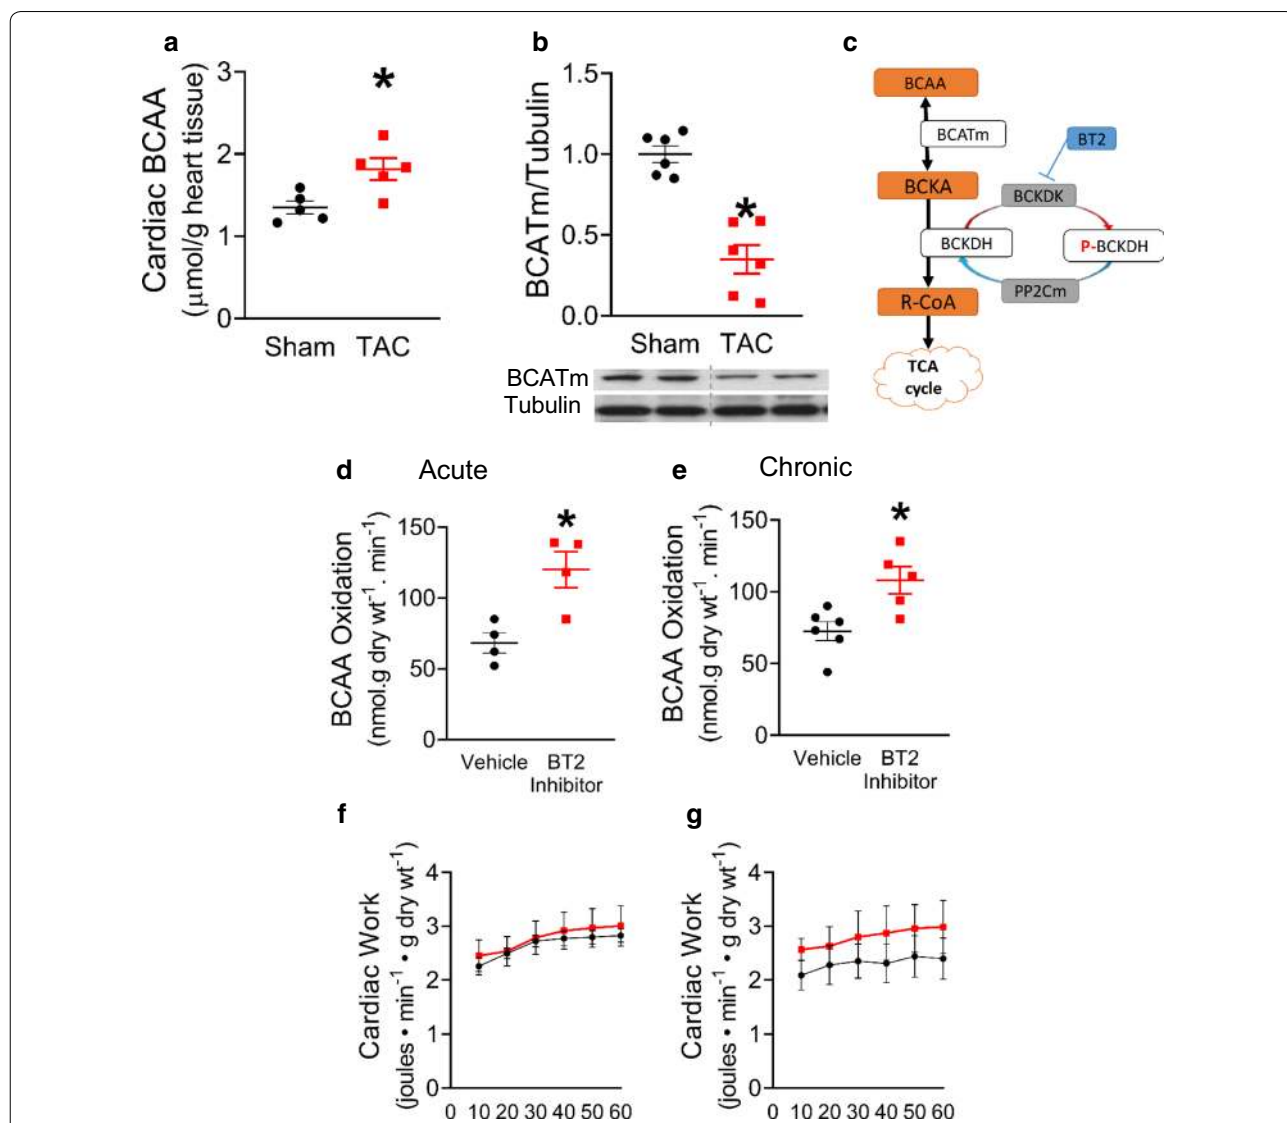 a
Cardiac BCAA
(µmol/g heart tissue)
3
2
1
0
*
Sham TAC
b
BCATm/Tubulin
1.5
1.0
0.5
0.0
*
Sham TAC
BCATm
Tubulin
c
BCAA
BCATm
BT2
BCKA
BCKDK
BCKDH
P-BCKDH
PP2Cm
R-CoA
TCA
cycle
d Acute
BCAA Oxidation
(nmol.g dry wt⁻¹. min⁻¹)
150
100
50
0
*
Vehicle BT2
Inhibitor
e Chronic
BCAA Oxidation
(nmol.g dry wt⁻¹. min⁻¹)
150
100
50
0
*
Vehicle BT2
Inhibitor
f
Cardiac Work
(joules • min⁻¹ • g dry wt⁻¹)
4
3
2
1
0
0 10 20 30 40 50 60
g
Cardiac Work
(joules • min⁻¹ • g dry wt⁻¹)
4
3
2
1
0
0 10 20 30 40 50 60